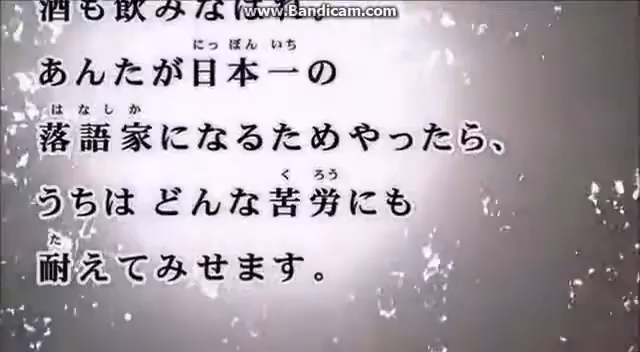 www.Bandicam.com
酒も飲みなはれ
にっぽん いち
あんたが日本一の
はなしか
落語家になるためやったら、
くろう
うちは どんな苦労にも
た
耐えてみせます。